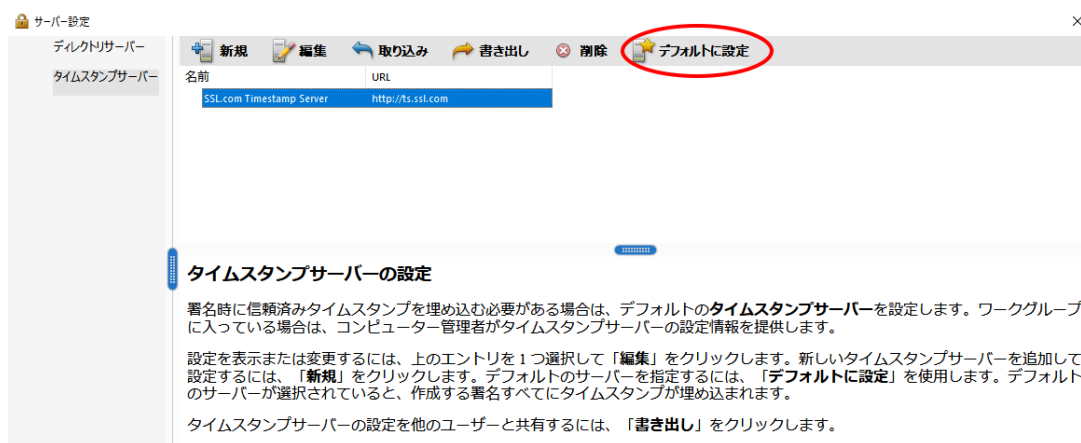 サーバー設定
ディレクトリサーバー
タイムスタンプサーバー
新規 編集 取り込み 書き出し 削除 デフォルトに設定
名前 URL
SSL.com Timestamp Server http://ts.ssl.com
タイムスタンプサーバーの設定
署名時に信頼済みタイムスタンプを埋め込む必要がある場合は、デフォルトのタイムスタンプサーバーを設定します。ワークグループ
に入っている場合は、コンピューター管理者がタイムスタンプサーバーの設定情報を提供します。
設定を表示または変更するには、上のエントリを 1 つ選択して「編集」をクリックします。新しいタイムスタンプサーバーを追加して
設定するには、「新規」をクリックします。デフォルトのサーバーを指定するには、「デフォルトに設定」を使用します。デフォルト
のサーバーが選択されていると、作成する署名すべてにタイムスタンプが埋め込まれます。
タイムスタンプサーバーの設定を他のユーザーと共有するには、「書き出し」をクリックします。